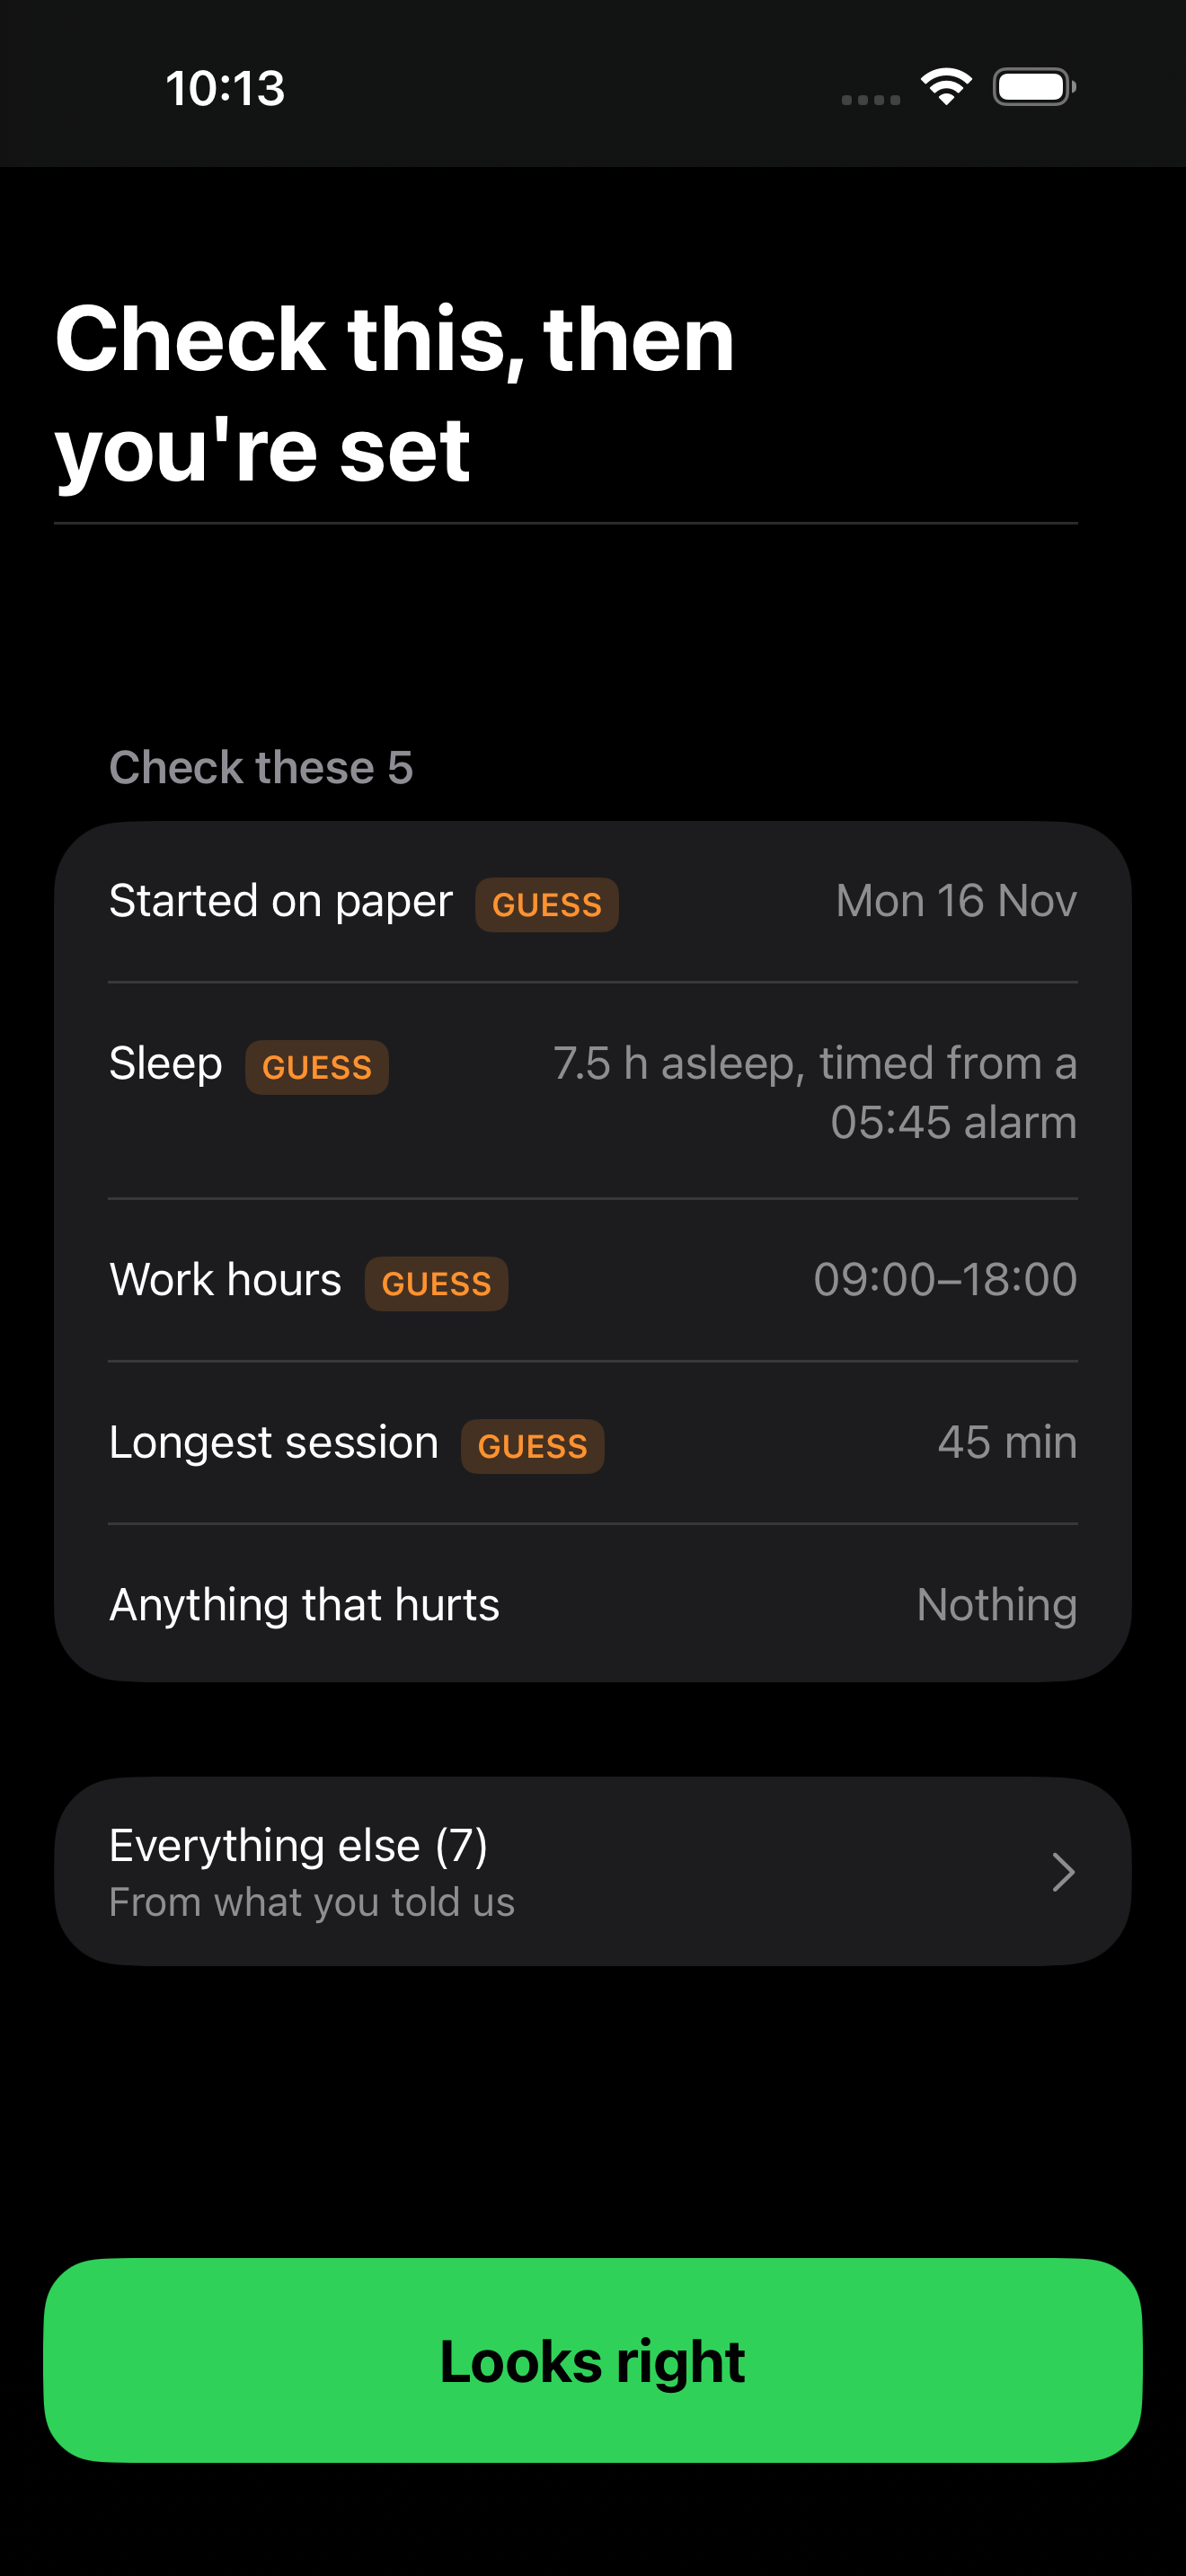 10:13
Check this, then
you're set
Check these 5
Started on paper GUESS Mon 16 Nov
Sleep GUESS 7.5 h asleep, timed from a
05:45 alarm
Work hours GUESS 09:00–18:00
Longest session GUESS 45 min
Anything that hurts Nothing
Everything else (7)
From what you told us
Looks right